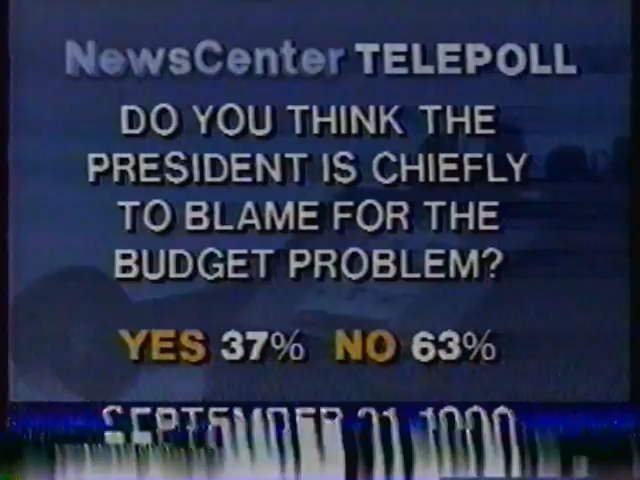 NewsCenter TELEPOLL
DO YOU THINK THE
PRESIDENT IS CHIEFLY
TO BLAME FOR THE
BUDGET PROBLEM?
YES 37% NO 63%
SEPTEMBER